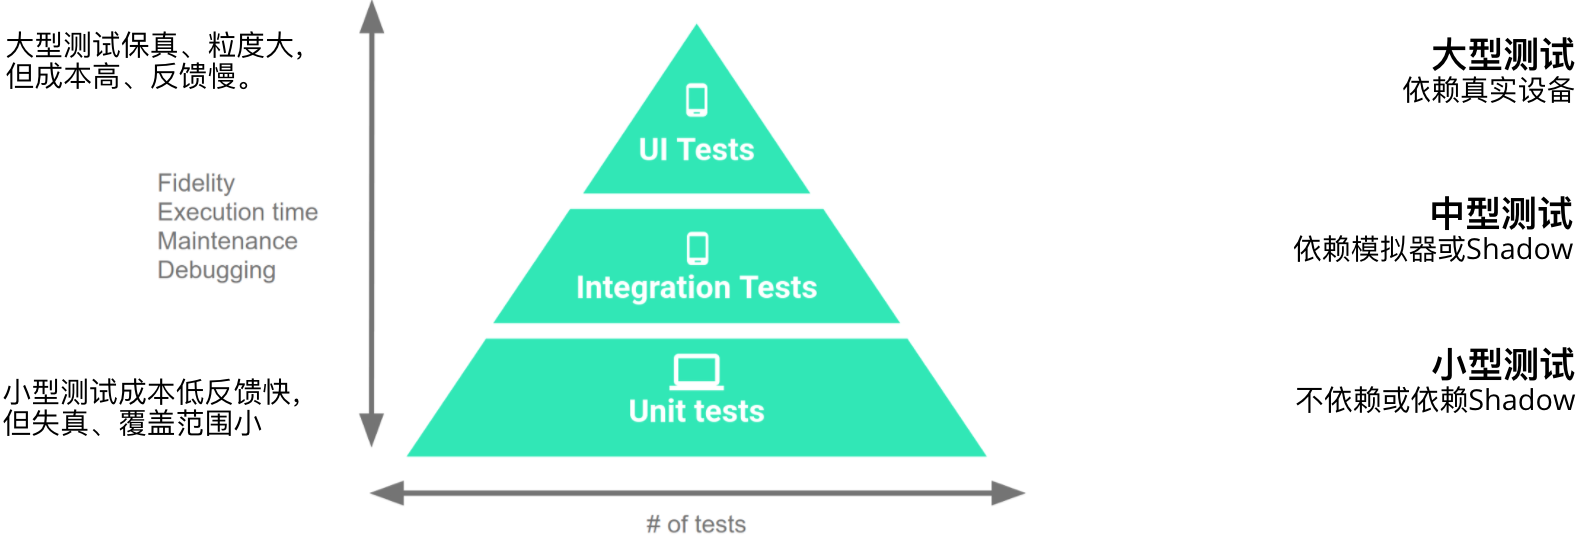 大型测试保真、粒度大，
但成本高、反馈慢。
Fidelity
Execution time
Maintenance
Debugging
小型测试成本低反馈快，
但失真、覆盖范围小
UI Tests
Integration Tests
Unit tests
# of tests
大型测试
依赖真实设备
中型测试
依赖模拟器或Shadow
小型测试
不依赖或依赖Shadow